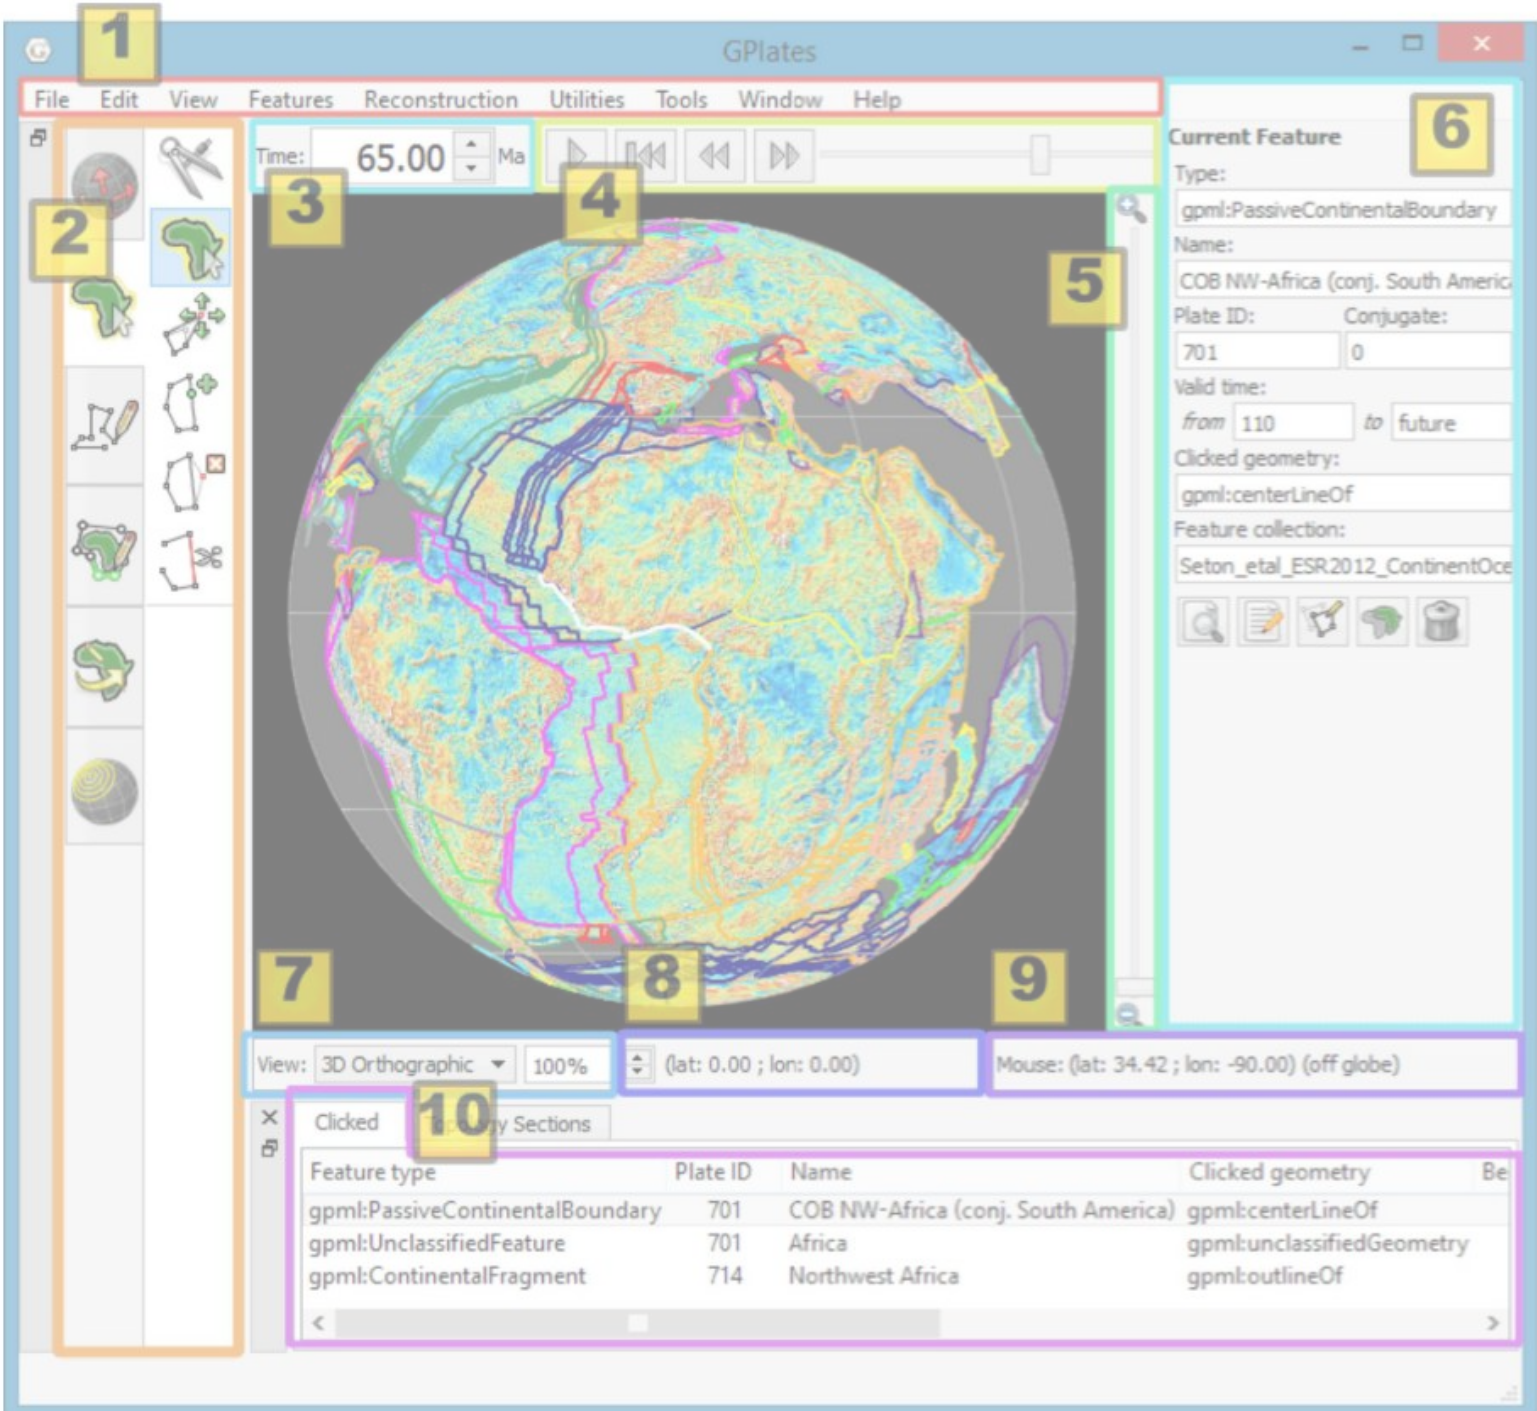 1
GPlates
File Edit View Features Reconstruction Utilities Tools Window Help
2
Time: 65.00 Ma
3
4
5
6
Current Feature
Type:
gpml:PassiveContinentalBoundary
Name:
COB NW-Africa (conj. South Americ
Plate ID: Conjugate:
701 0
Valid time:
from 110 to future
Clicked geometry:
gpml:centerLineOf
Feature collection:
Seton_etal_ESR2012_ContinentOce
7
8
9
View: 3D Orthographic 100% (lat: 0.00 ; lon: 0.00) Mouse: (lat: 34.42 ; lon: -90.00) (off globe)
10
Clicked Topology Sections
Feature type Plate ID Name Clicked geometry Be
gpml:PassiveContinentalBoundary 701 COB NW-Africa (conj. South America) gpml:centerLineOf
gpml:UnclassifiedFeature 701 Africa gpml:unclassifiedGeometry
gpml:ContinentalFragment 714 Northwest Africa gpml:outlineOf